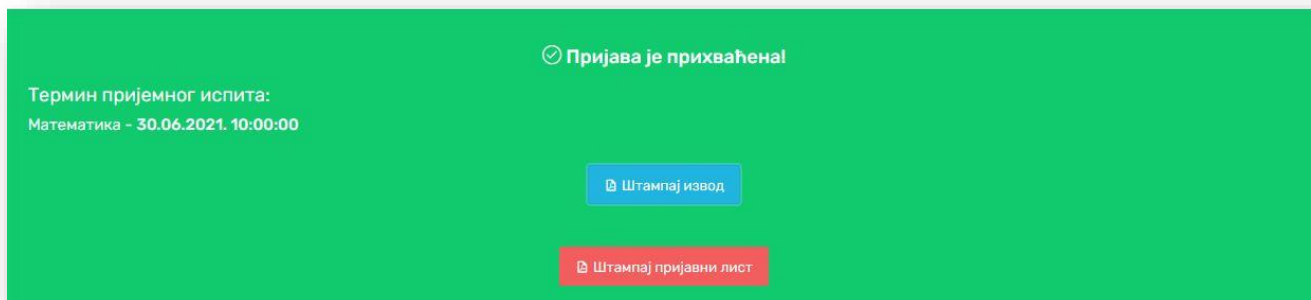 Пријава је прихваћена!
Термин пријемног испита:
Математика - 30.06.2021. 10:00:00
Штампај извод
Штампај пријавни лист